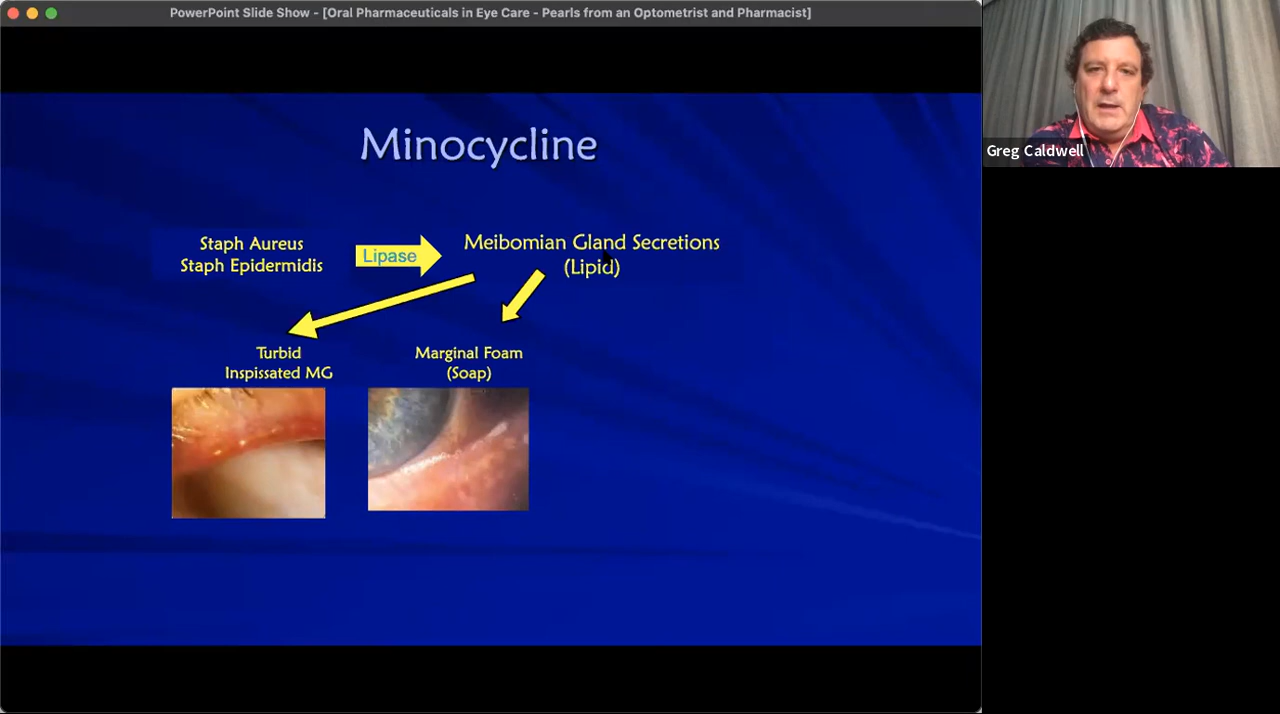 PowerPoint Slide Show - [Oral Pharmaceuticals in Eye Care - Pearls from an Optometrist and Pharmacist]
Greg Caldwell
Minocycline
Staph Aureus
Staph Epidermidis
Lipase
Meibomian Gland Secretions
(Lipid)
Turbid
Inspissated MG
Marginal Foam
(Soap)